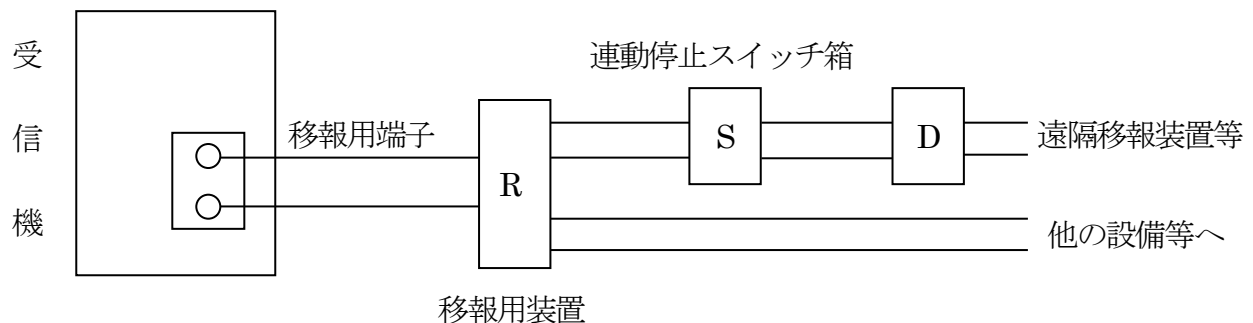 受信機
連動停止スイッチ箱
移報用端子
R
S
D
遠隔移報装置等
他の設備等へ
移報用装置